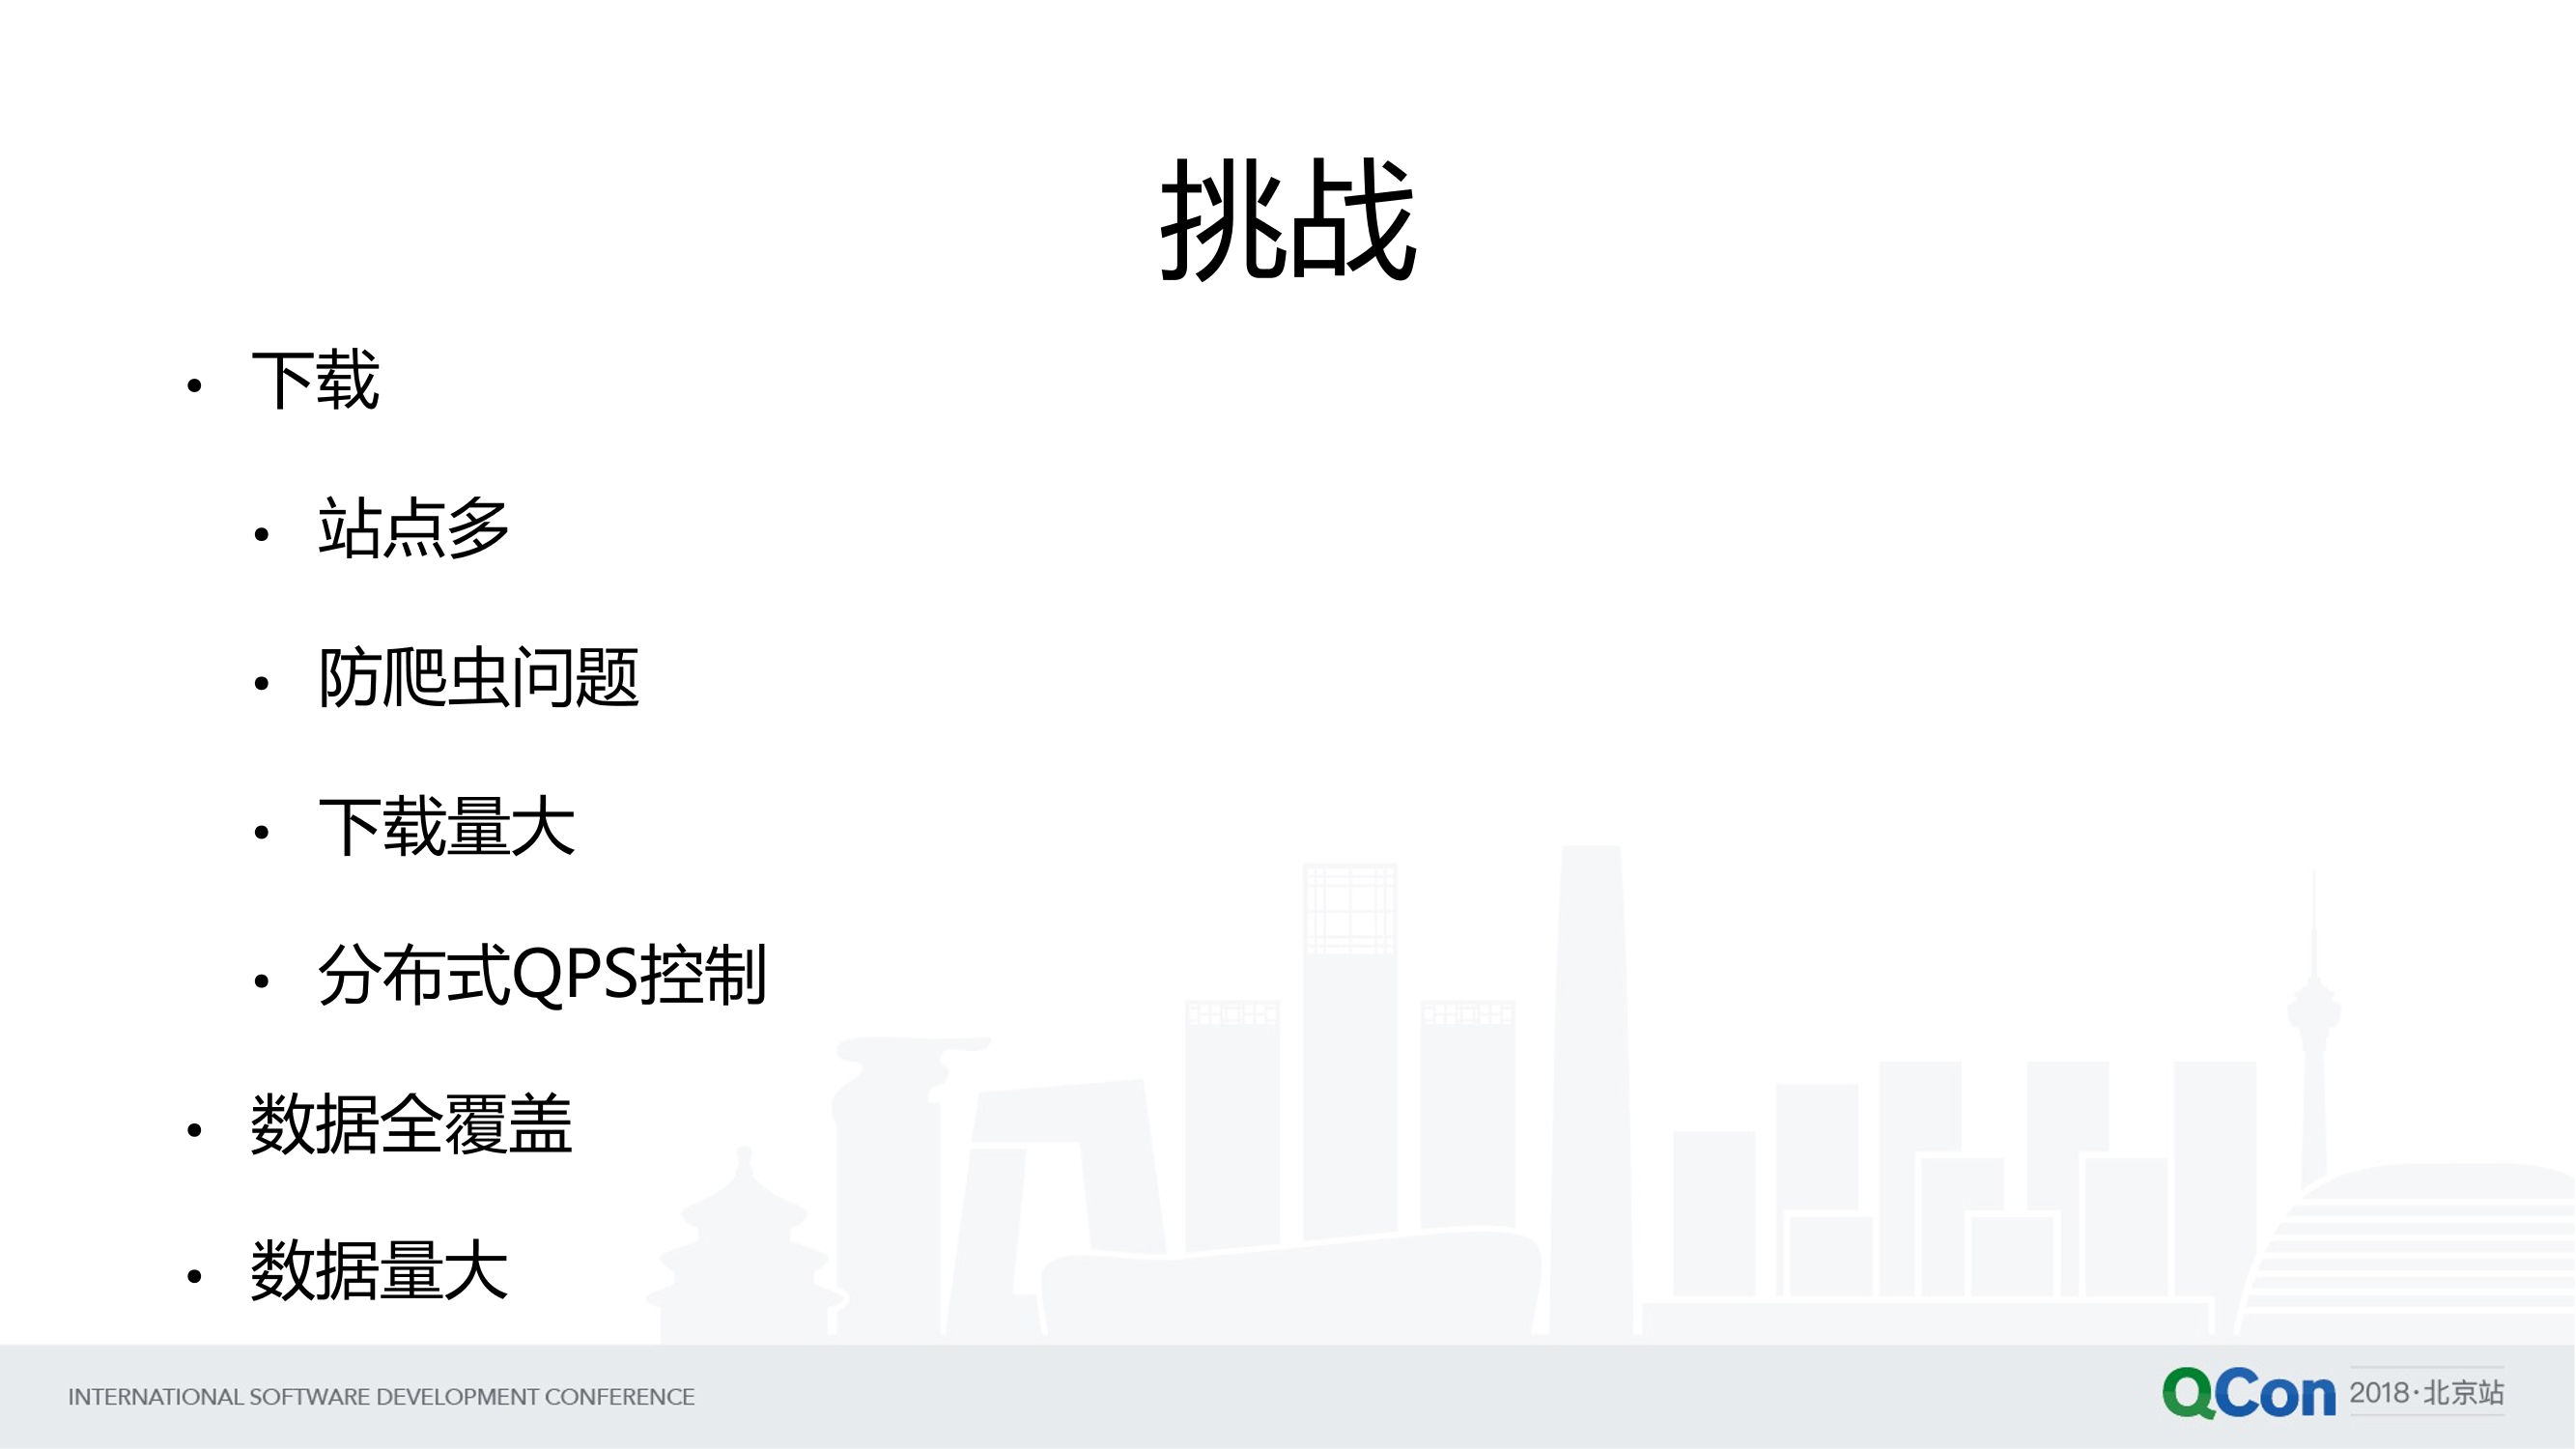 挑战
• 下载
• 站点多
• 防爬虫问题
• 下载量大
• 分布式QPS控制
• 数据全覆盖
• 数据量大
INTERNATIONAL SOFTWARE DEVELOPMENT CONFERENCE
QCon 2018·北京站